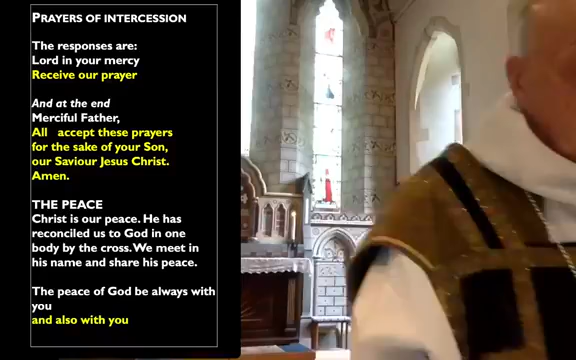 PRAYERS OF INTERCESSION
The responses are:
Lord in your mercy
Receive our prayer
And at the end
Merciful Father,
All accept these prayers
for the sake of your Son,
our Saviour Jesus Christ.
Amen.
THE PEACE
Christ is our peace. He has
reconciled us to God in one
body by the cross. We meet in
his name and share his peace.
The peace of God be always with
you
and also with you